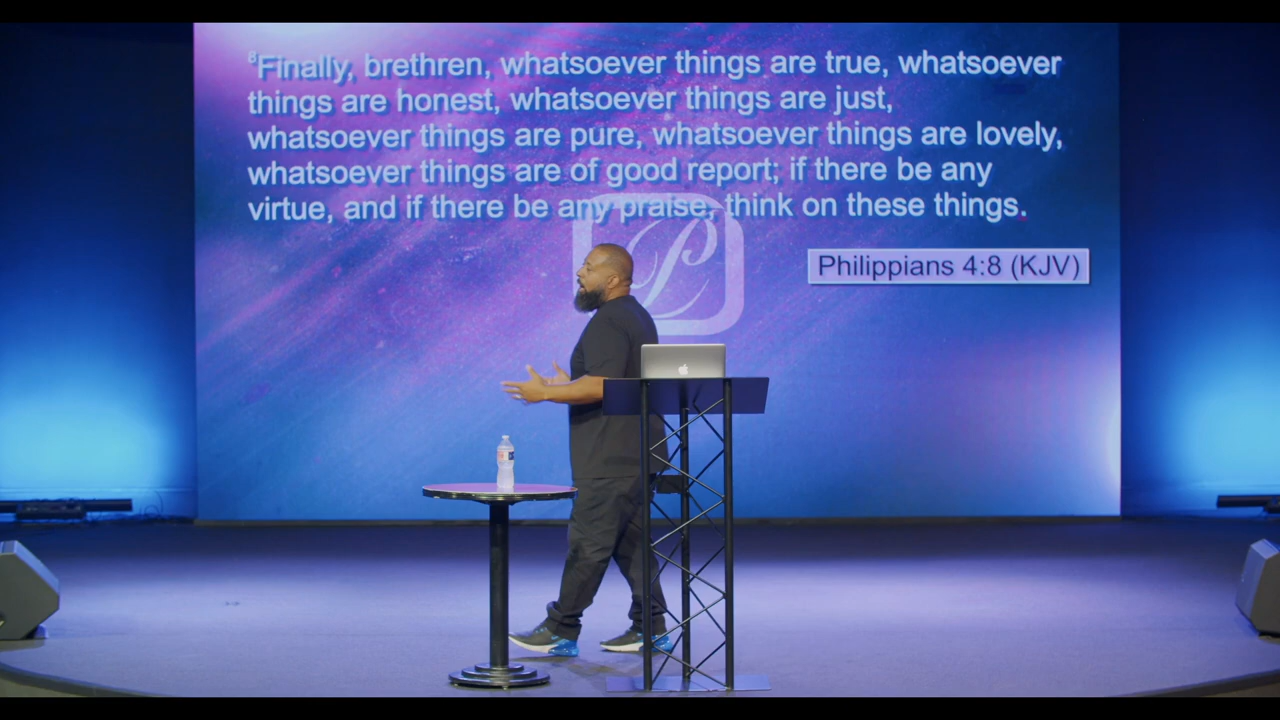 ⁸Finally, brethren, whatsoever things are true, whatsoever
things are honest, whatsoever things are just,
whatsoever things are pure, whatsoever things are lovely,
whatsoever things are of good report; if there be any
virtue, and if there be any praise, think on these things.
P
Philippians 4:8 (KJV)